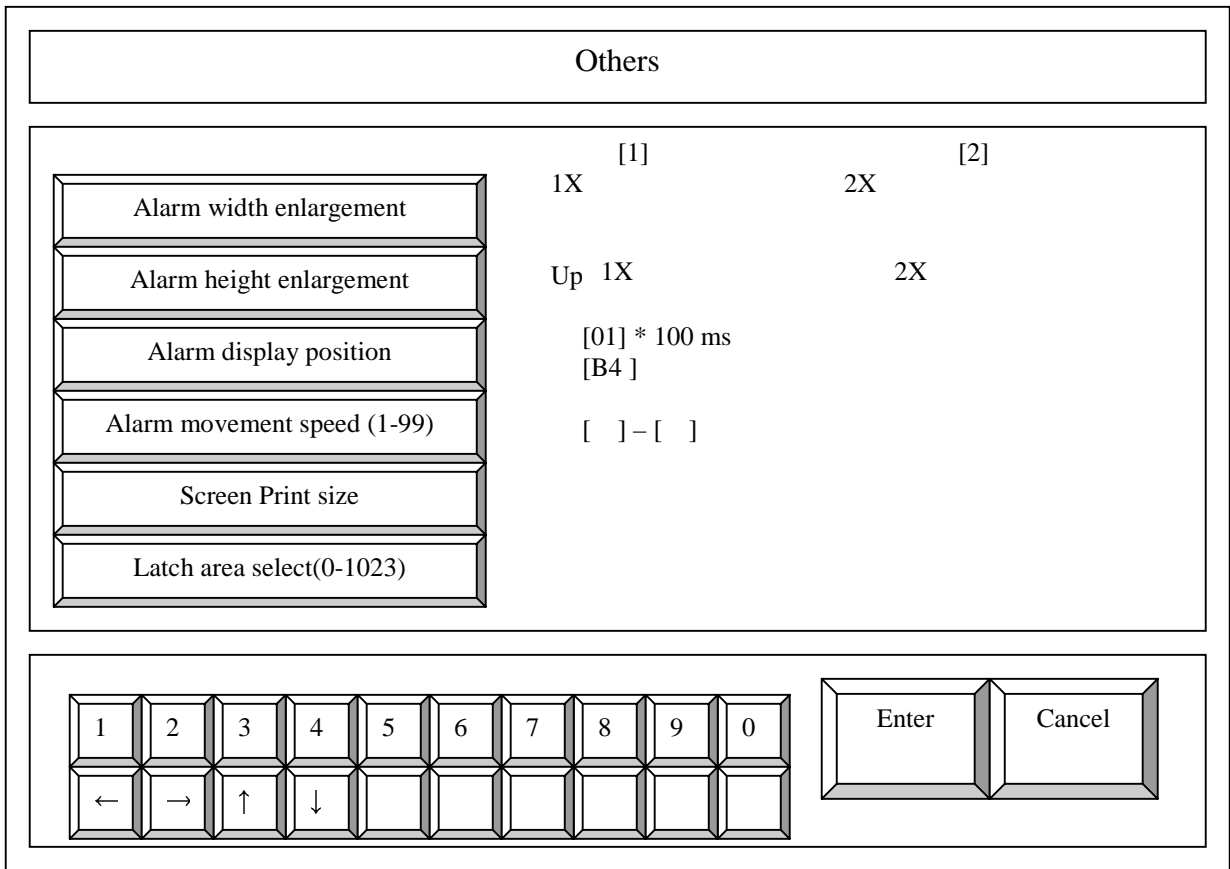 Others
[1] [2]
1X 2X
Alarm width enlargement
Alarm height enlargement
Up 1X 2X
Alarm display position
[01] * 100 ms
[B4 ]
Alarm movement speed (1-99)
[ ] – [ ]
Screen Print size
Latch area select(0-1023)
1 2 3 4 5 6 7 8 9 0
← → ↑ ↓
Enter Cancel